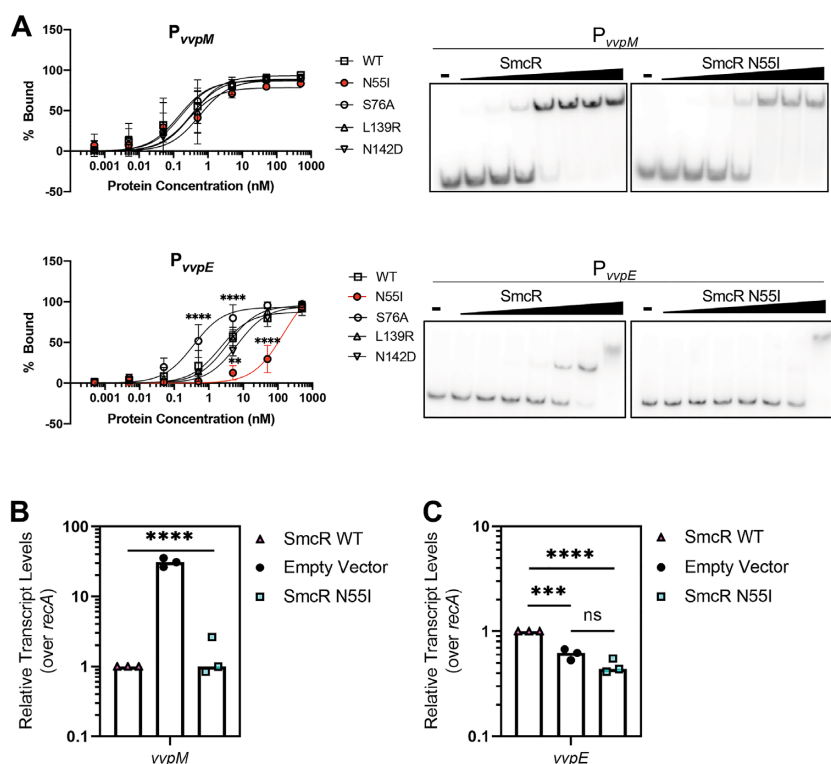 A
P vvpM
150
100
50
0
-50
% Bound
0.001 0.01 0.1 1 10 100 1000
Protein Concentration (nM)
WT
N55I
S76A
L139R
N142D
P vvpM
SmcR SmcR N55I
- -
P vvpE
150
100
50
0
-50
% Bound
**** **** ** ****
0.001 0.01 0.1 1 10 100 1000
Protein Concentration (nM)
WT
N55I
S76A
L139R
N142D
P vvpE
SmcR SmcR N55I
- -
B
Relative Transcript Levels
(over recA)
100
10
1
0.1
****
vvpM
SmcR WT
Empty Vector
SmcR N55I
C
Relative Transcript Levels
(over recA)
10
1
0.1
****
***
ns
vvpE
SmcR WT
Empty Vector
SmcR N55I